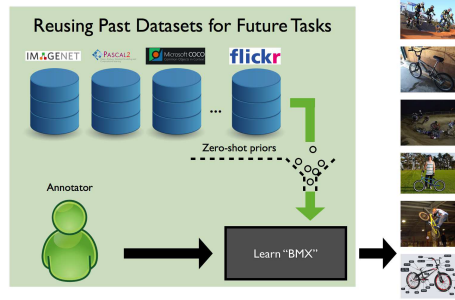 Reusing Past Datasets for Future Tasks
IMAGENET
PASCAL2
Microsoft COCO
flickr
...
Zero-shot priors
Annotator
Learn “BMX”